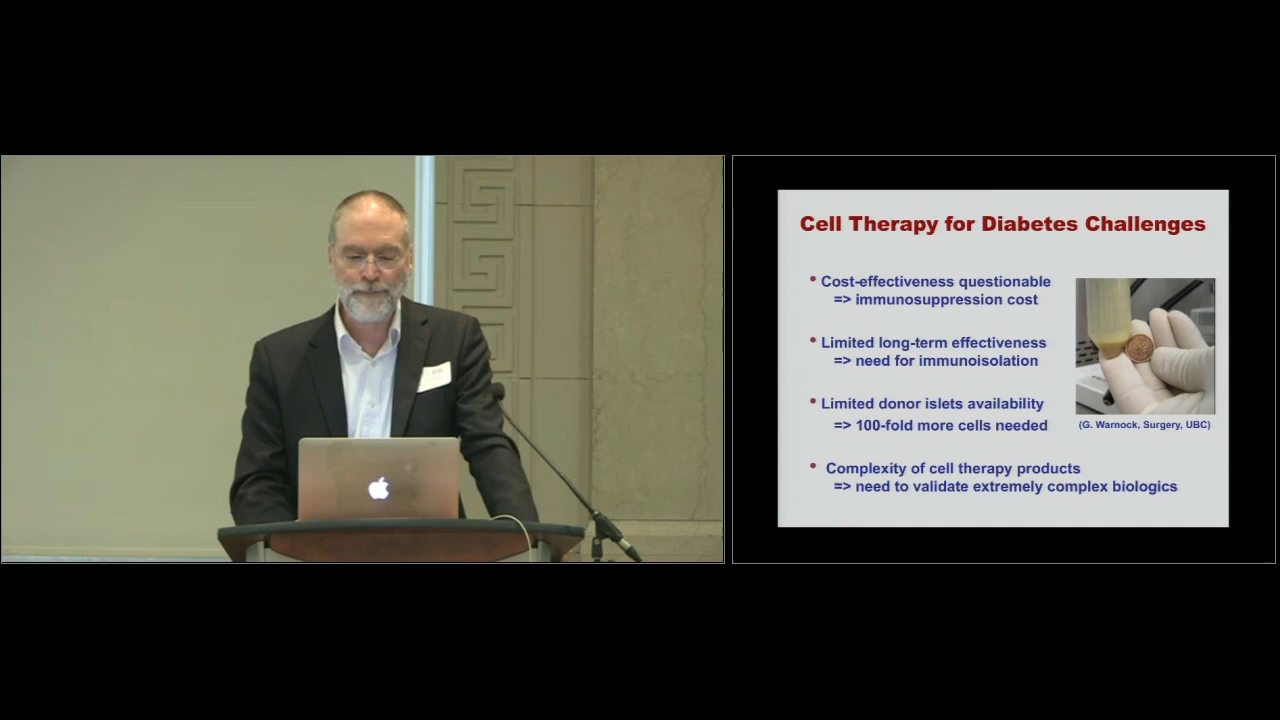 Cell Therapy for Diabetes Challenges
• Cost-effectiveness questionable
=> immunosuppression cost
• Limited long-term effectiveness
=> need for immunoisolation
• Limited donor islets availability
=> 100-fold more cells needed
(G. Warnock, Surgery, UBC)
• Complexity of cell therapy products
=> need to validate extremely complex biologics